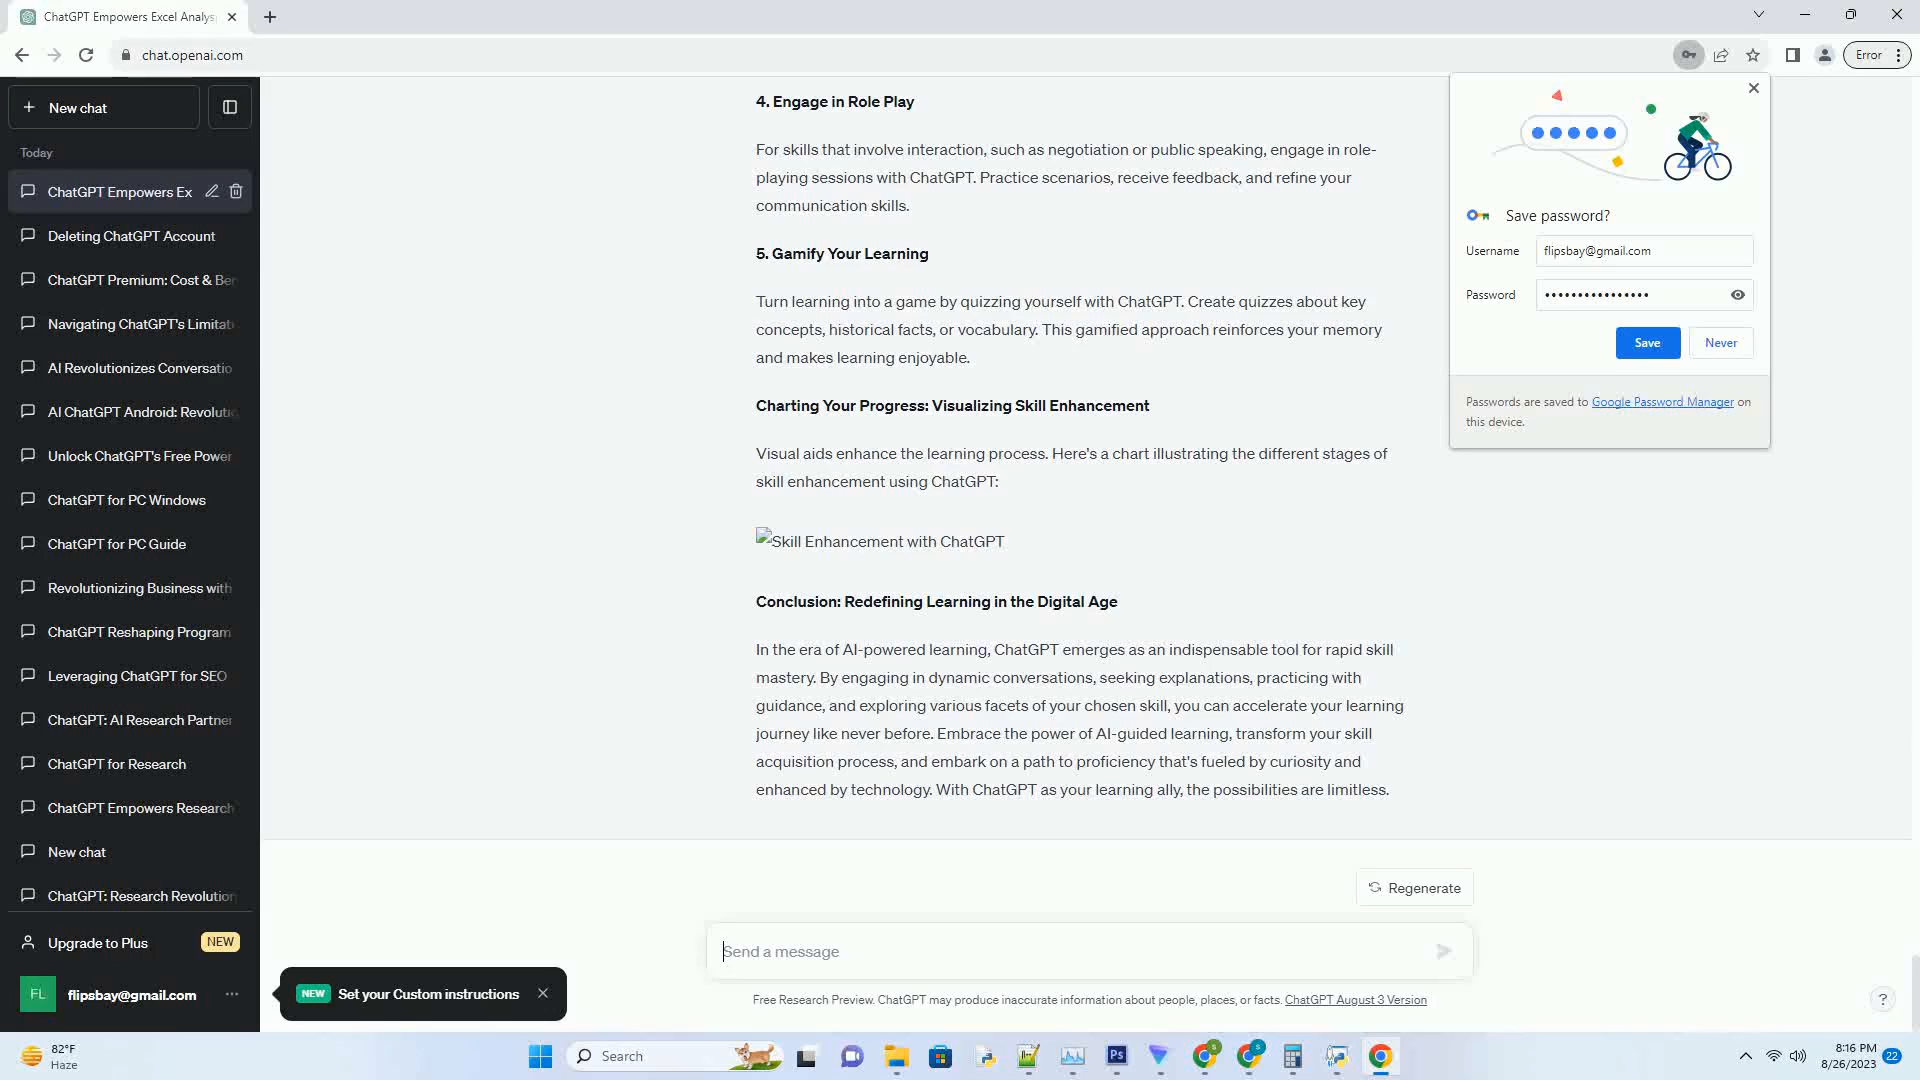 ChatGPT Empowers Excel Analys
chat.openai.com
Error
New chat
Today
ChatGPT Empowers Ex
Deleting ChatGPT Account
ChatGPT Premium: Cost & Ben
Navigating ChatGPT's Limitat
AI Revolutionizes Conversatio
AI ChatGPT Android: Revolutio
Unlock ChatGPT's Free Power
ChatGPT for PC Windows
ChatGPT for PC Guide
Revolutionizing Business with
ChatGPT Reshaping Program
Leveraging ChatGPT for SEO
ChatGPT: AI Research Partner
ChatGPT for Research
ChatGPT Empowers Research
New chat
ChatGPT: Research Revolution
Upgrade to Plus
NEW
FL
flipsbay@gmail.com
4. Engage in Role Play
For skills that involve interaction, such as negotiation or public speaking, engage in role-
playing sessions with ChatGPT. Practice scenarios, receive feedback, and refine your
communication skills.
5. Gamify Your Learning
Turn learning into a game by quizzing yourself with ChatGPT. Create quizzes about key
concepts, historical facts, or vocabulary. This gamified approach reinforces your memory
and makes learning enjoyable.
Charting Your Progress: Visualizing Skill Enhancement
Visual aids enhance the learning process. Here's a chart illustrating the different stages of
skill enhancement using ChatGPT:
Skill Enhancement with ChatGPT
Conclusion: Redefining Learning in the Digital Age
In the era of AI-powered learning, ChatGPT emerges as an indispensable tool for rapid skill
mastery. By engaging in dynamic conversations, seeking explanations, practicing with
guidance, and exploring various facets of your chosen skill, you can accelerate your learning
journey like never before. Embrace the power of AI-guided learning, transform your skill
acquisition process, and embark on a path to proficiency that's fueled by curiosity and
enhanced by technology. With ChatGPT as your learning ally, the possibilities are limitless.
Save password?
Username
flipsbay@gmail.com
Password
••••••••••••••••
Save
Never
Passwords are saved to Google Password Manager on
this device.
Regenerate
Send a message
NEW
Set your Custom instructions
Free Research Preview. ChatGPT may produce inaccurate information about people, places, or facts. ChatGPT August 3 Version
?
82°F
Haze
Search
Ps
S
S
8:16 PM
8/26/2023
22